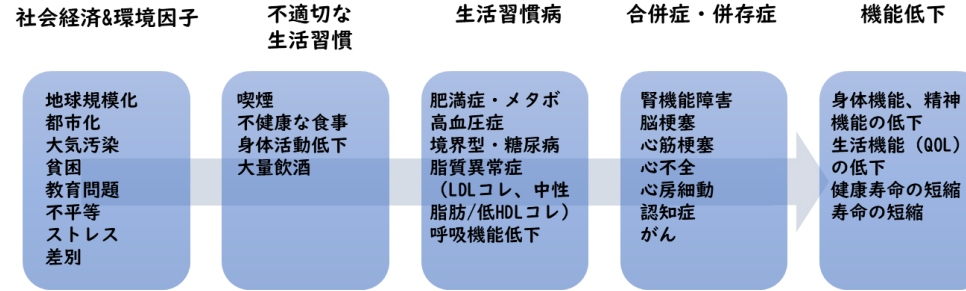 社会経済&環境因子
地球規模化
都市化
大気汚染
貧困
教育問題
不平等
ストレス
差別
不適切な
生活習慣
喫煙
不健康な食事
身体活動低下
大量飲酒
生活習慣病
肥満症・メタボ
高血圧症
境界型・糖尿病
脂質異常症
（LDLコレ、中性
脂肪/低HDLコレ）
呼吸機能低下
合併症・併存症
腎機能障害
脳梗塞
心筋梗塞
心不全
心房細動
認知症
がん
機能低下
身体機能、精神
機能の低下
生活機能（QOL）
の低下
健康寿命の短縮
寿命の短縮